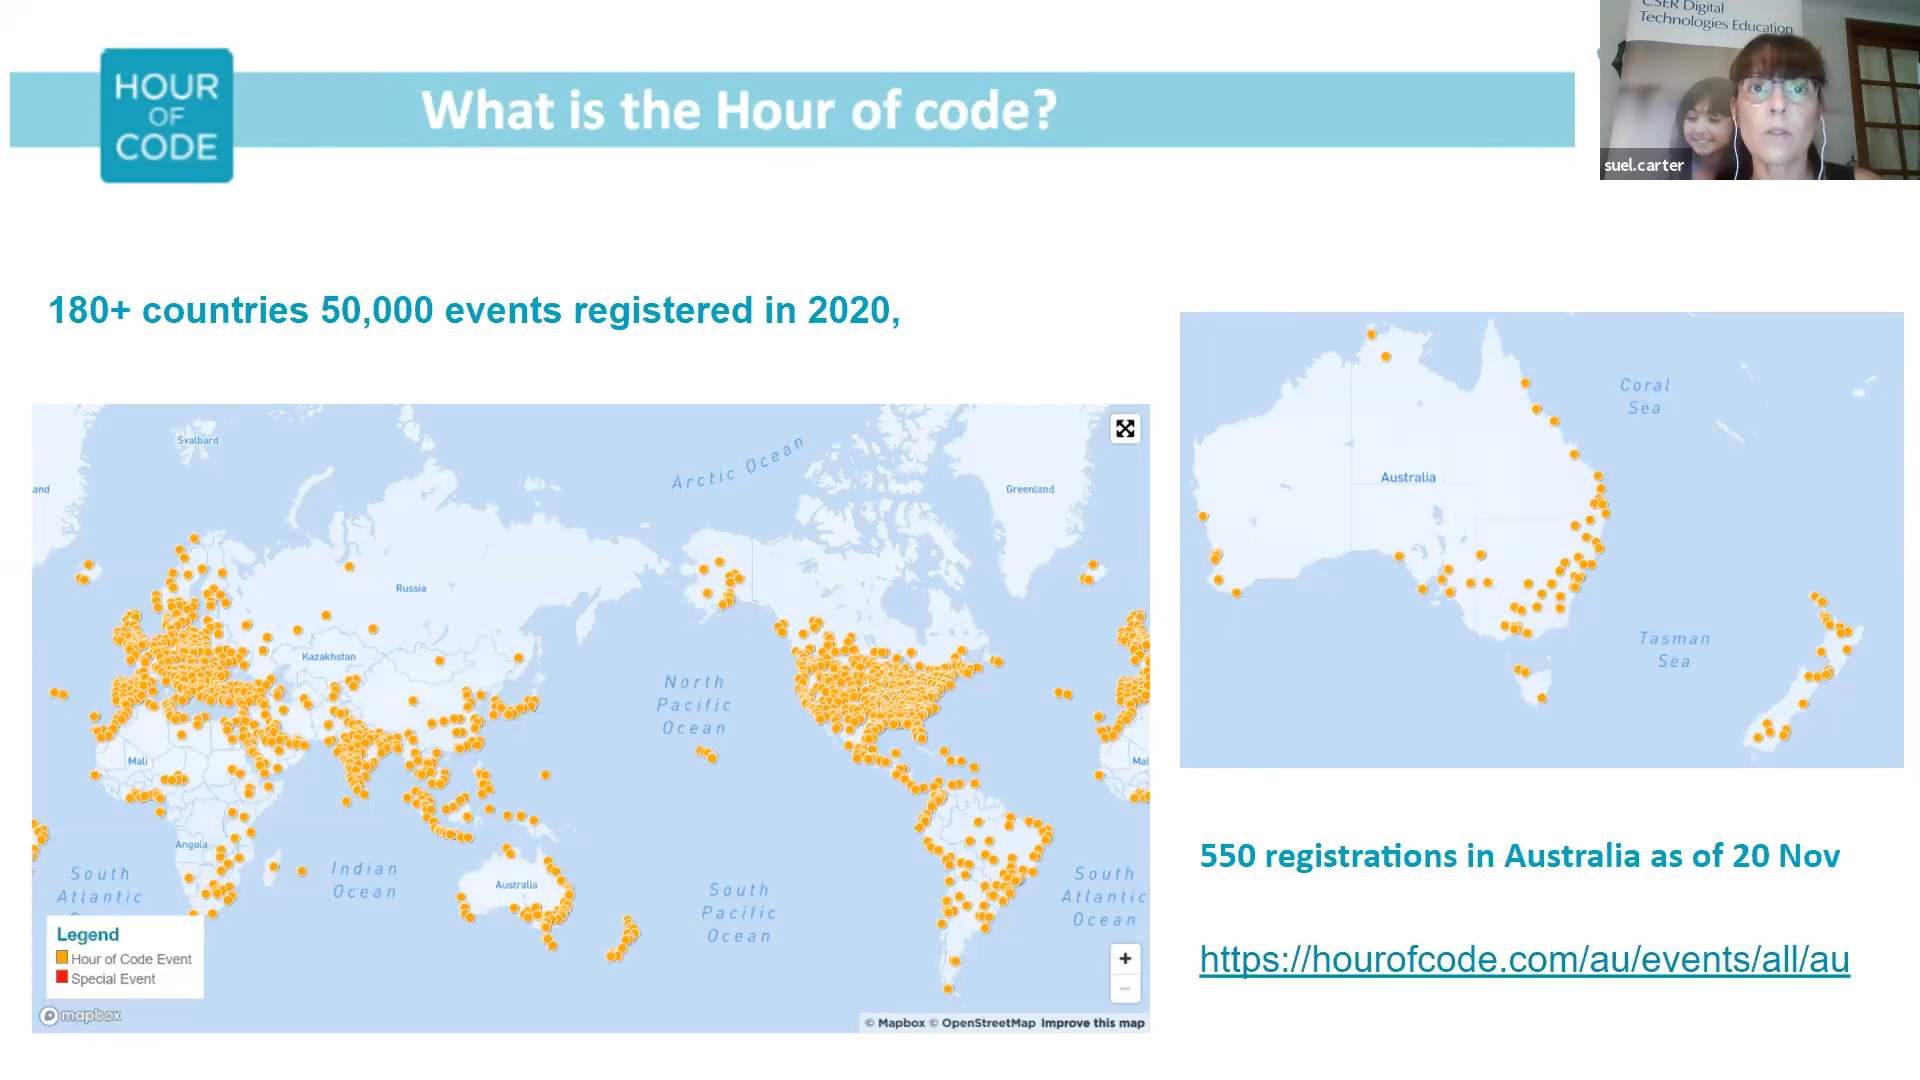 CSER Digital
Technologies Education
suel.carter
HOUR
OF
CODE
What is the Hour of code?
180+ countries 50,000 events registered in 2020,
Svalbard
Arctic Ocean
Greenland
and
Russia
Kazakhstan
North
Pacific
Ocean
Mali
Mal
Angola
Indian
Ocean
Australia
South
Atlantic
Ocean
South
Pacific
Ocean
South
Atlantic
Ocean
Legend
Hour of Code Event
Special Event
mapbox
+
−
© Mapbox © OpenStreetMap Improve this map
Coral
Sea
Australia
Tasman
Sea
550 registrations in Australia as of 20 Nov
https://hourofcode.com/au/events/all/au